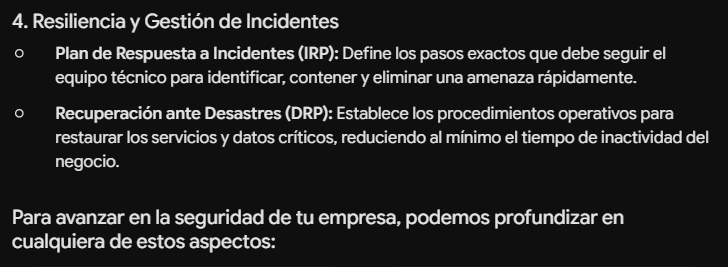 4. Resiliencia y Gestión de Incidentes
Plan de Respuesta a Incidentes (IRP): Define los pasos exactos que debe seguir el
equipo técnico para identificar, contener y eliminar una amenaza rápidamente.
Recuperación ante Desastres (DRP): Establece los procedimientos operativos para
restaurar los servicios y datos críticos, reduciendo al mínimo el tiempo de inactividad del
negocio.
Para avanzar en la seguridad de tu empresa, podemos profundizar en
cualquiera de estos aspectos: